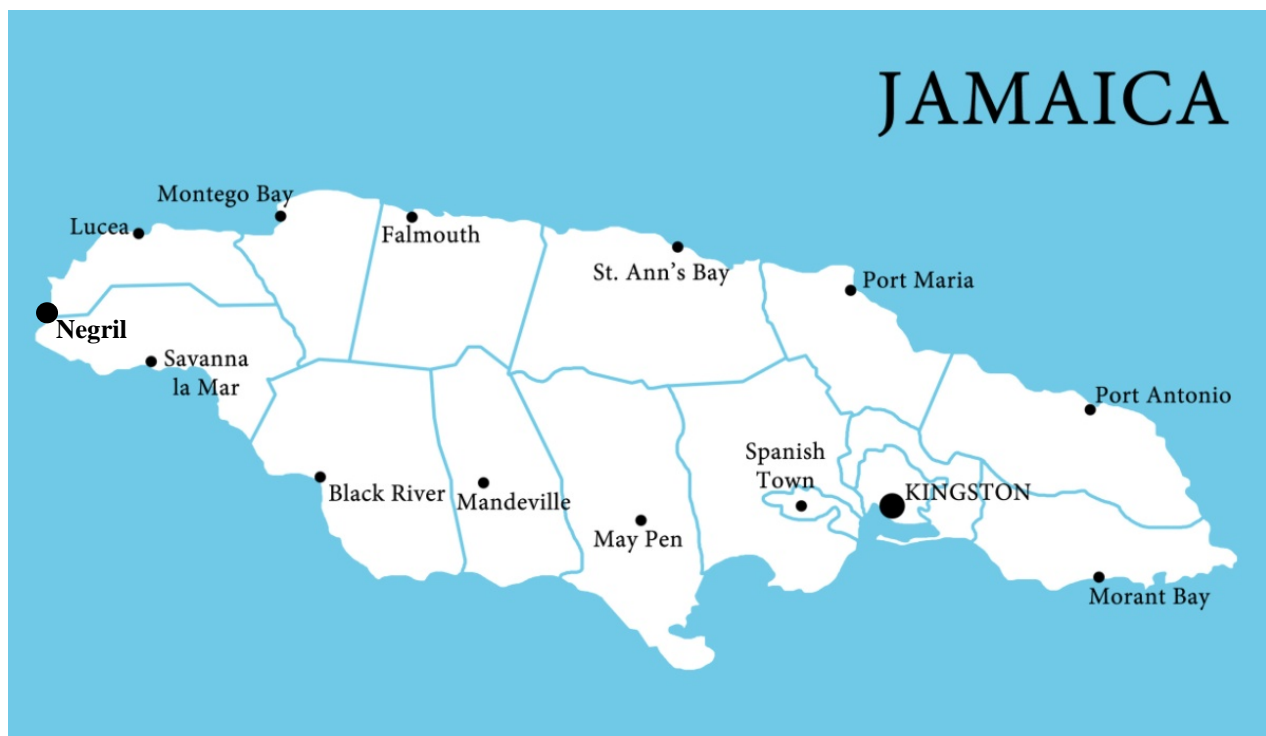 JAMAICA
Montego Bay
Lucea
Falmouth
St. Ann’s Bay
Port Maria
Negril
Savanna
la Mar
Port Antonio
Spanish
Town
Black River
Mandeville
KINGSTON
May Pen
Morant Bay